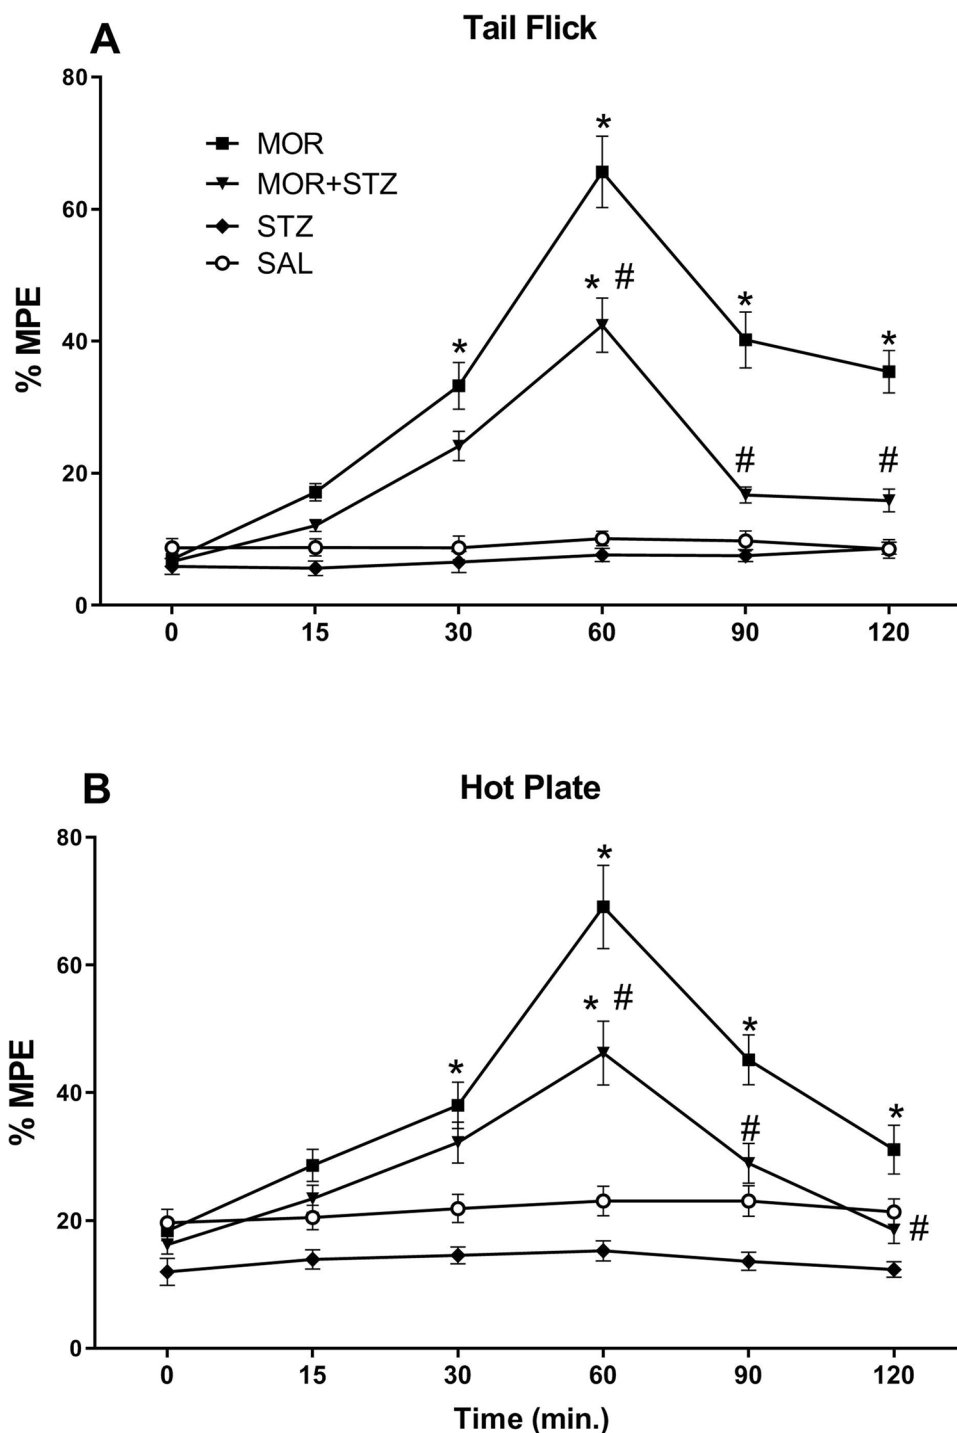 A
Tail Flick
80
60
40
20
0
% MPE
MOR
MOR+STZ
STZ
SAL
*
*
* #
*
*
#
#
0 15 30 60 90 120
B
Hot Plate
80
60
40
20
0
% MPE
*
*
* #
*
*
#
#
0 15 30 60 90 120
Time (min.)